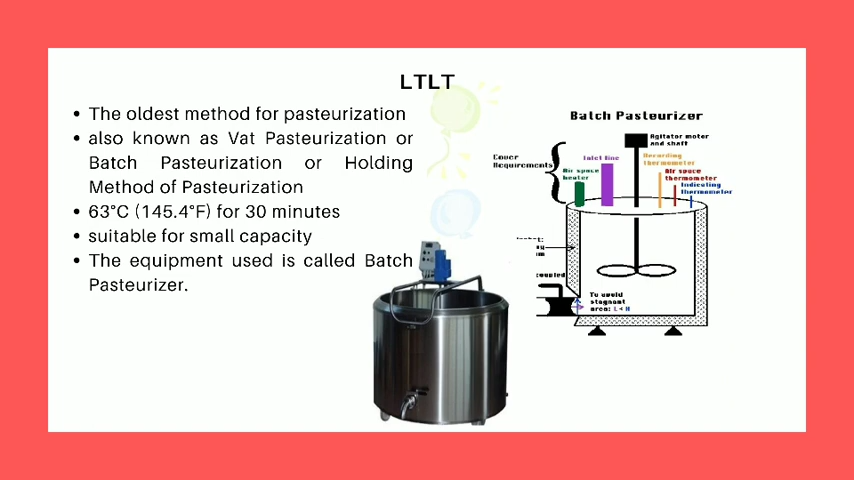 LTLT
• The oldest method for pasteurization
• also known as Vat Pasteurization or
Batch Pasteurization or Holding
Method of Pasteurization
• 63°C (145.4°F) for 30 minutes
• suitable for small capacity
• The equipment used is called Batch
Pasteurizer.
Batch Pasteurizer
Agitator motor
and shaft
Cover
Requirements
Inlet line
Recording
thermometer
Air space
heater
Air space
thermometer
Indicating
thermometer
coupled
To avoid
stagnant
area: L < H